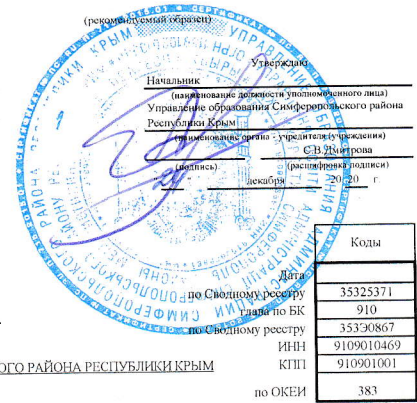 (рекомендуемый образец)
Утверждаю
Начальник
(наименование должности уполномоченного лица)
Управление образования Симферопольского района
Республики Крым
(наименование органа - учредителя (учреждения)
С.В.Дмитрова
(подпись) (расшифровка подписи)
декабря 20 20 г
Коды
Дата
по Сводному реестру 35325371
глава по БК 910
по Сводному реестру 353Э0867
ИНН 9109010469
ОГО РАЙОНА РЕСПУБЛИКИ КРЫМ КПП 910901001
по ОКЕИ 383